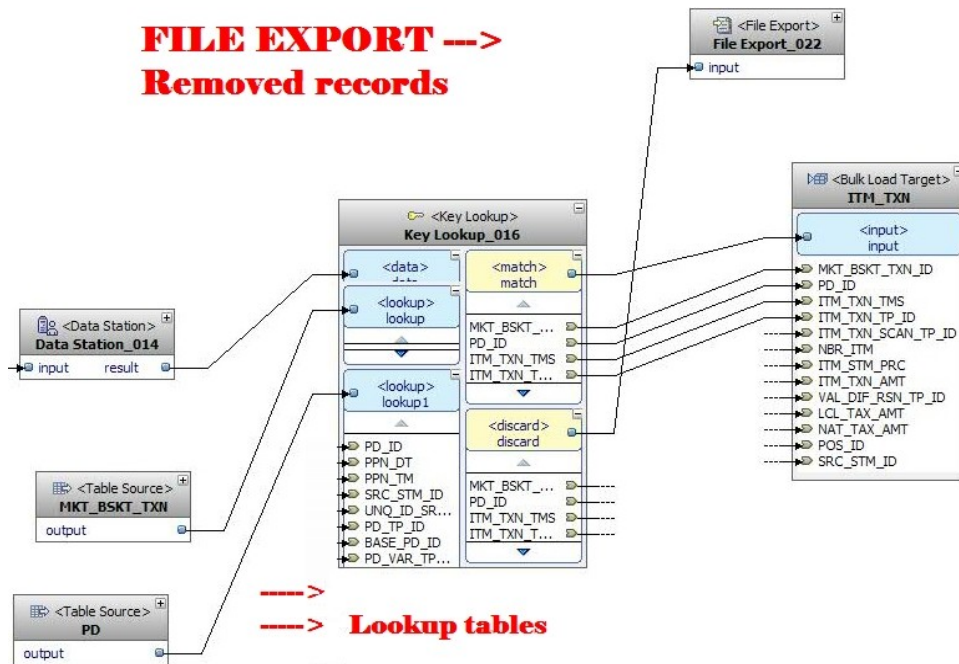 FILE EXPORT --->
Removed records
<File Export>
File Export_022
input
<Bulk Load Target>
ITM_TXN
<input>
input
MKT_BSKT_TXN_ID
PD_ID
ITM_TXN_TMS
ITM_TXN_TP_ID
ITM_TXN_SCAN_TP_ID
NBR_ITM
ITM_STM_PRC
ITM_TXN_AMT
VAL_DIF_RSN_TP_ID
LCL_TAX_AMT
NAT_TAX_AMT
POS_ID
SRC_STM_ID
<Key Lookup>
Key Lookup_016
<data>
<lookup>
lookup
<lookup>
lookup1
PD_ID
PPN_DT
PPN_TM
SRC_STM_ID
UNQ_ID_SR...
PD_TP_ID
BASE_PD_ID
PD_VAR_TP...
<match>
match
MKT_BSKT_...
PD_ID
ITM_TXN_TMS
ITM_TXN_T...
<discard>
discard
MKT_BSKT_...
PD_ID
ITM_TXN_TMS
ITM_TXN_T...
<Data Station>
Data Station_014
input result
<Table Source>
MKT_BSKT_TXN
output
<Table Source>
PD
output
----->
-----> Lookup tables